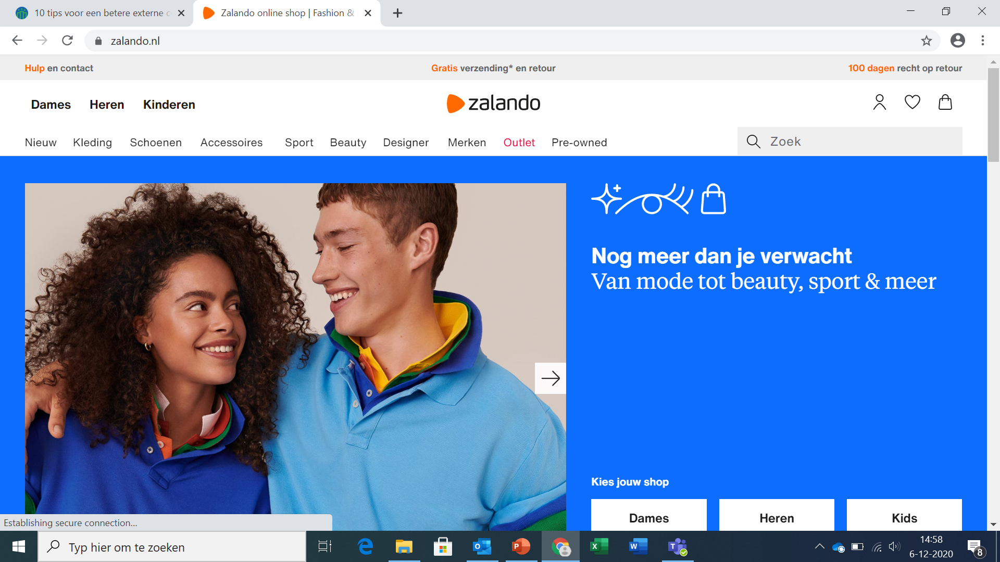 10 tips voor een betere externe
Zalando online shop | Fashion &
zalando.nl
Hulp en contact
Gratis verzending* en retour
100 dagen recht op retour
Dames Heren Kinderen
zalando
Nieuw Kleding Schoenen Accessoires Sport Beauty Designer Merken Outlet Pre-owned
Zoek
Nog meer dan je verwacht
Van mode tot beauty, sport & meer
Kies jouw shop
Dames
Heren
Kids
Establishing secure connection...
Typ hier om te zoeken
14:58
6-12-2020
8